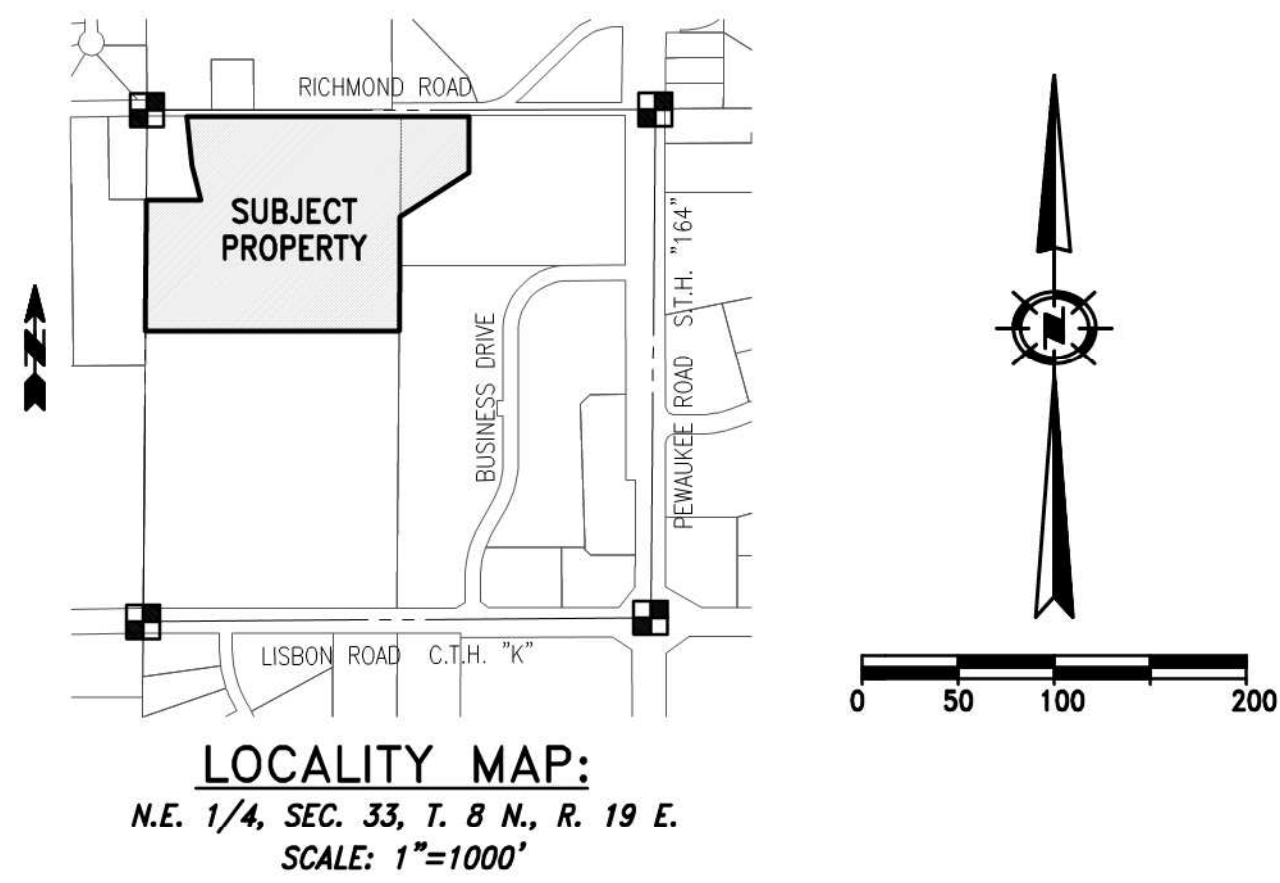 RICHMOND ROAD
SUBJECT
PROPERTY
BUSINESS DRIVE
PEWAUKEE ROAD S.T.H. "164"
LISBON ROAD C.T.H. "K"
N
N
0 50 100 200
LOCALITY MAP:
N.E. 1/4, SEC. 33, T. 8 N., R. 19 E.
SCALE: 1"=1000'